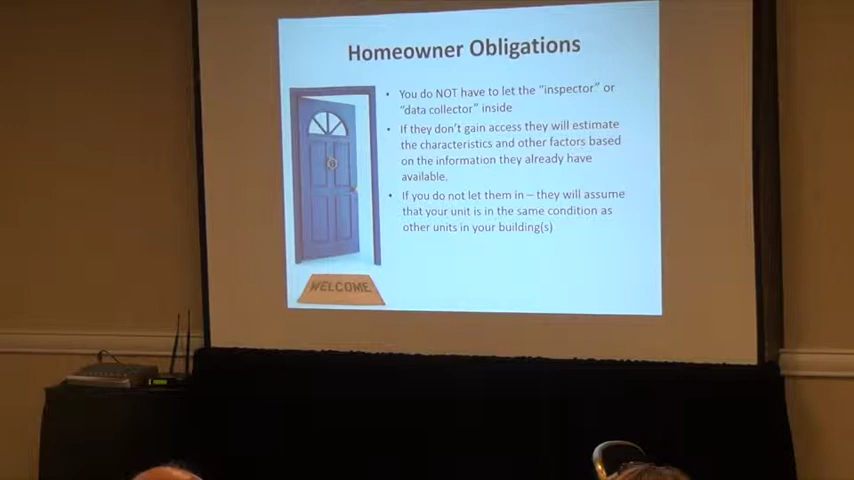 Homeowner Obligations
• You do NOT have to let the "inspector" or
"data collector" inside
• If they don't gain access they will estimate
the characteristics and other factors based
on the information they already have
available.
• If you do not let them in – they will assume
that your unit is in the same condition as
other units in your building(s)
WELCOME